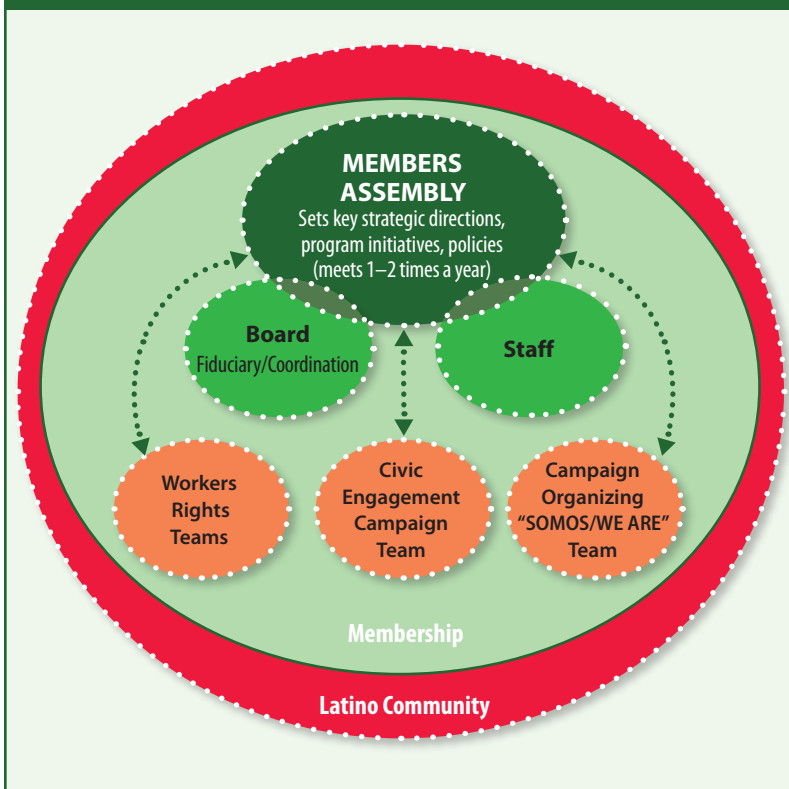 MEMBERS
ASSEMBLY
Sets key strategic directions,
program initiatives, policies
(meets 1–2 times a year)
Board
Fiduciary/Coordination
Staff
Workers
Rights
Teams
Civic
Engagement
Campaign
Team
Campaign
Organizing
“SOMOS/WE ARE”
Team
Membership
Latino Community